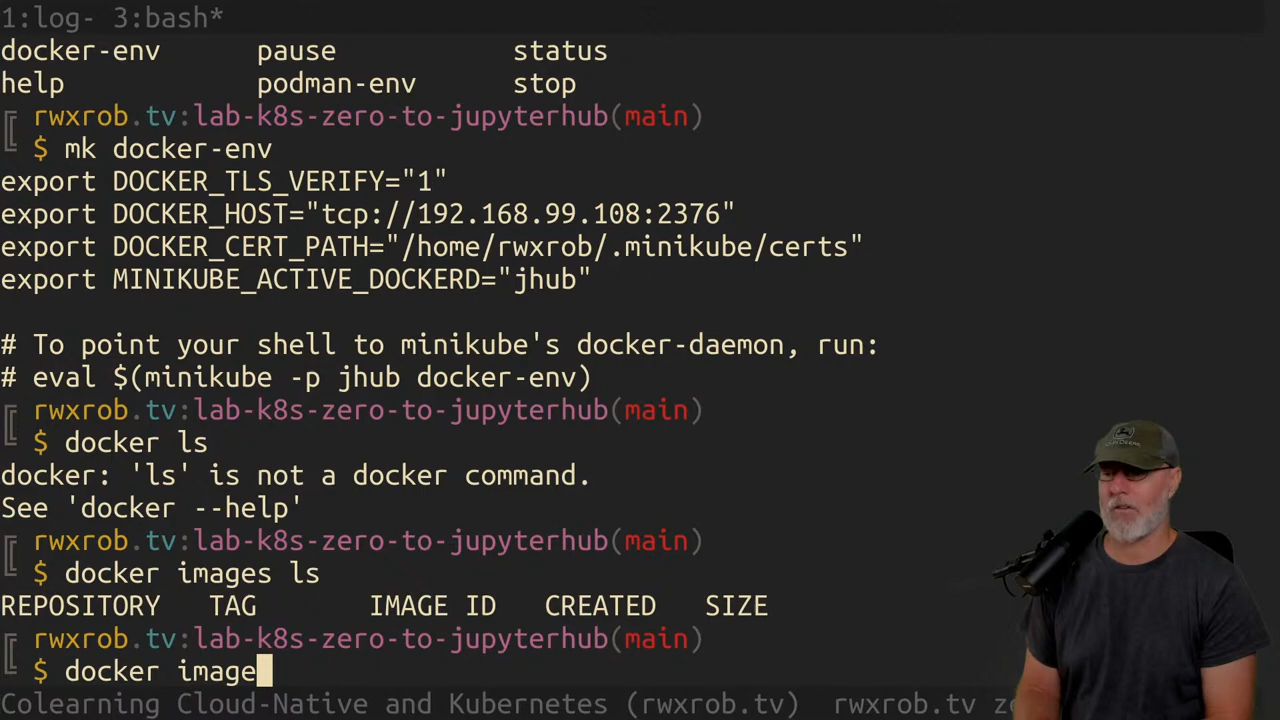 1:log- 3:bash*
docker-env pause status
help podman-env stop
rwxrob.tv:lab-k8s-zero-to-jupyterhub(main)
$ mk docker-env
export DOCKER_TLS_VERIFY="1"
export DOCKER_HOST="tcp://192.168.99.108:2376"
export DOCKER_CERT_PATH="/home/rwxrob/.minikube/certs"
export MINIKUBE_ACTIVE_DOCKERD="jhub"
# To point your shell to minikube's docker-daemon, run:
# eval $(minikube -p jhub docker-env)
rwxrob.tv:lab-k8s-zero-to-jupyterhub(main)
$ docker ls
docker: 'ls' is not a docker command.
See 'docker --help'
rwxrob.tv:lab-k8s-zero-to-jupyterhub(main)
$ docker images ls
REPOSITORY TAG IMAGE ID CREATED SIZE
rwxrob.tv:lab-k8s-zero-to-jupyterhub(main)
$ docker image
Colearning Cloud-Native and Kubernetes (rwxrob.tv) rwxrob.tv